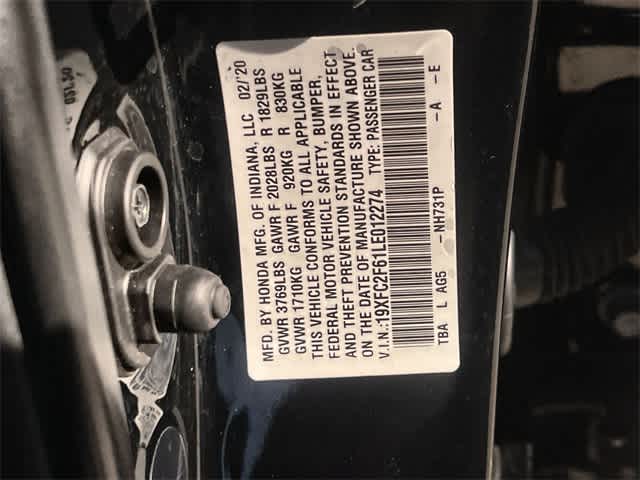 MFD. BY HONDA MFG. OF INDIANA, LLC 02/'20
GVWR 3769LBS GAWR F 2028LBS R 1829LBS
GVWR 1710KG GAWR F 920KG R 830KG
THIS VEHICLE CONFORMS TO ALL APPLICABLE
FEDERAL MOTOR VEHICLE SAFETY, BUMPER,
AND THEFT PREVENTION STANDARDS IN EFFECT
ON THE DATE OF MANUFACTURE SHOWN ABOVE.
V.I.N.:19XFC2F61LE012274 TYPE: PASSENGER CAR
TBA L AG5 -NH731P -A -E